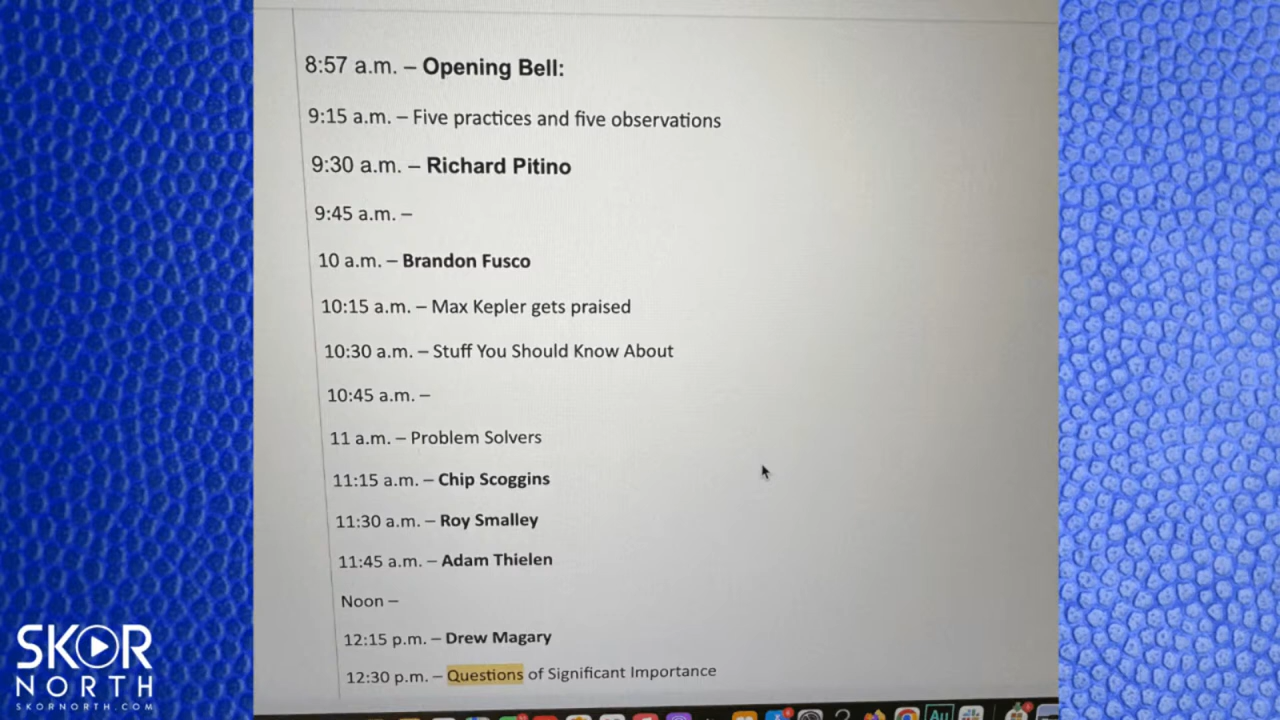 8:57 a.m. – Opening Bell:
9:15 a.m. – Five practices and five observations
9:30 a.m. – Richard Pitino
9:45 a.m. –
10 a.m. – Brandon Fusco
10:15 a.m. – Max Kepler gets praised
10:30 a.m. – Stuff You Should Know About
10:45 a.m. –
11 a.m. – Problem Solvers
11:15 a.m. – Chip Scoggins
11:30 a.m. – Roy Smalley
11:45 a.m. – Adam Thielen
Noon –
12:15 p.m. – Drew Magary
12:30 p.m. – Questions of Significant Importance
SKOR
NORTH
SKORNORTH.COM
Au